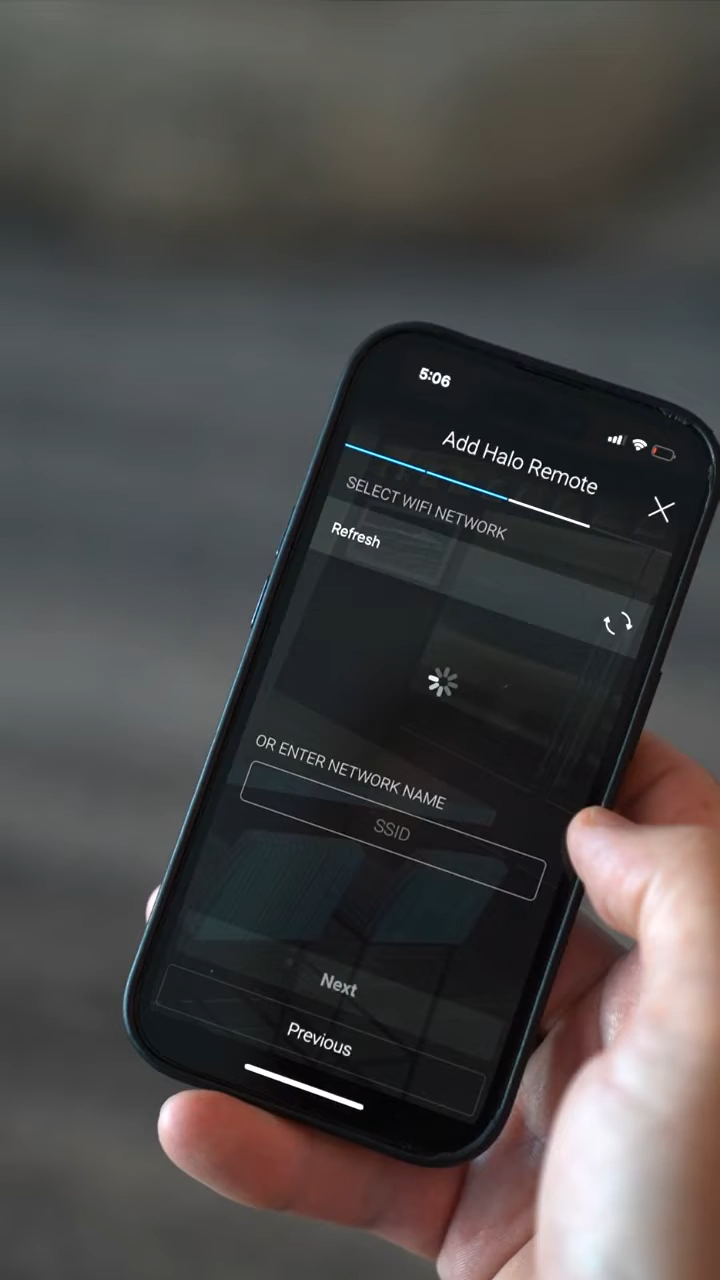 5:06
Add Halo Remote
SELECT WIFI NETWORK
Refresh
OR ENTER NETWORK NAME
SSID
Next
Previous